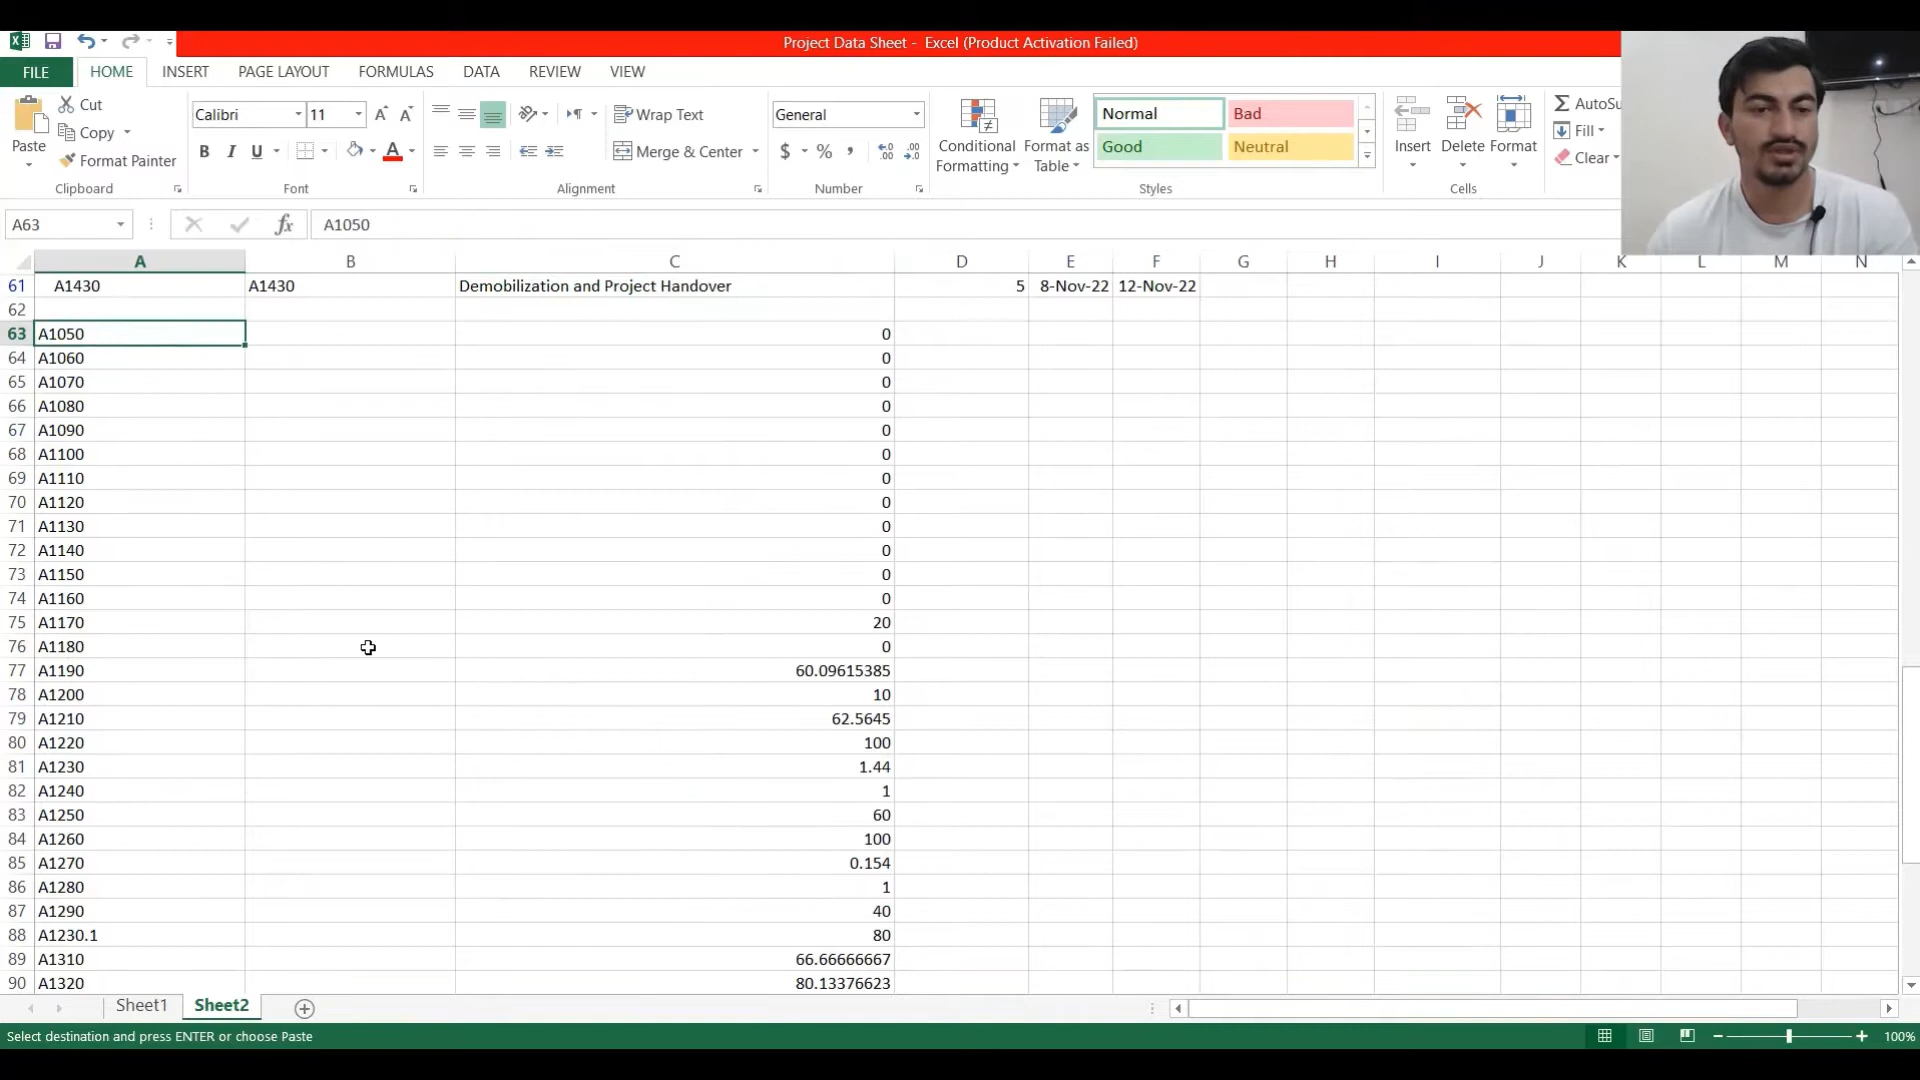 Project Data Sheet - Excel (Product Activation Failed)
FILE HOME INSERT PAGE LAYOUT FORMULAS DATA REVIEW VIEW
Paste
Cut
Copy
Format Painter
Clipboard
Calibri 11
B I U A
Font
Wrap Text
Merge & Center
Alignment
General
$ % ,
Number
Conditional Formatting
Format as Table
Normal Bad
Good Neutral
Styles
Insert Delete Format
Cells
Σ AutoSu
Fill
Clear
A63 fx A1050
A B C D E F G H I J K L M N
61 A1430 A1430 Demobilization and Project Handover 5 8-Nov-22 12-Nov-22
62
63 A1050 0
64 A1060 0
65 A1070 0
66 A1080 0
67 A1090 0
68 A1100 0
69 A1110 0
70 A1120 0
71 A1130 0
72 A1140 0
73 A1150 0
74 A1160 0
75 A1170 20
76 A1180 0
77 A1190 60.09615385
78 A1200 10
79 A1210 62.5645
80 A1220 100
81 A1230 1.44
82 A1240 1
83 A1250 60
84 A1260 100
85 A1270 0.154
86 A1280 1
87 A1290 40
88 A1230.1 80
89 A1310 66.66666667
90 A1320 80.13376623
Sheet1 Sheet2
Select destination and press ENTER or choose Paste
100%